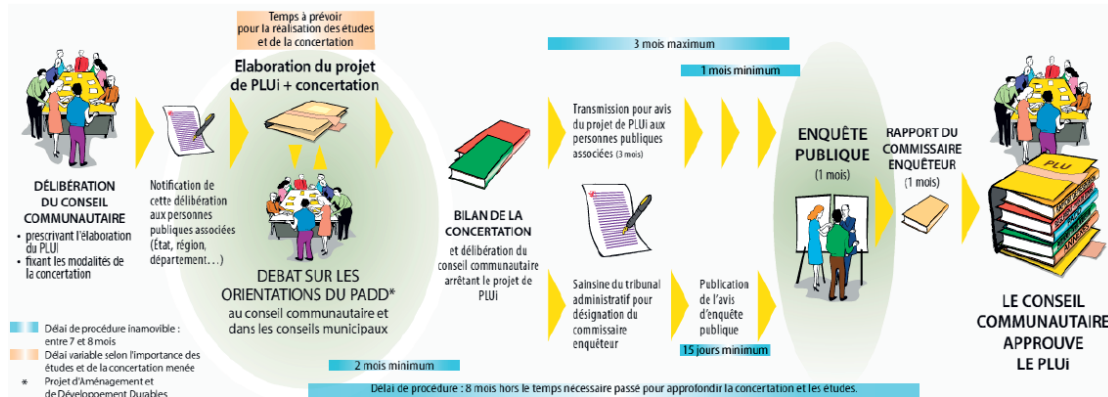 Temps à prévoir
pour la réalisation des études
et de la concertation
Elaboration du projet
de PLUi + concertation
DÉLIBÉRATION
DU CONSEIL
COMMUNAUTAIRE
• prescrivant l'élaboration
du PLUI
• fixant les modalités de
la concertation
Notification de
cette délibération
aux personnes
publiques associées
(État, région,
département…)
DEBAT SUR LES
ORIENTATIONS DU PADD*
au conseil communautaire et
dans les conseils municipaux
2 mois minimum
BILAN DE LA
CONCERTATION
et délibération du
conseil communautaire
arrêtant le projet de
PLUi
3 mois maximum
1 mois minimum
Transmission pour avis
du projet de PLUi aux
personnes publiques
associées (3 mois)
Sainsine du tribunal
administratif pour
désignation du
commissaire
enquêteur
Publication
de l'avis
d'enquête
publique
15 jours minimum
ENQUÊTE
PUBLIQUE
(1 mois)
RAPPORT DU
COMMISSAIRE
ENQUÊTEUR
(1 mois)
PLU
PADD
ANNEXES
LE CONSEIL
COMMUNAUTAIRE
APPROUVE
LE PLUi
Délai de procédure inamovible :
entre 7 et 8 mois
Délai variable selon l'importance des
études et de la concertation menée
* Projet d'Aménagement et
de Développement Durables
Délai de procédure : 8 mois hors le temps nécessaire passé pour approfondir la concertation et les études.